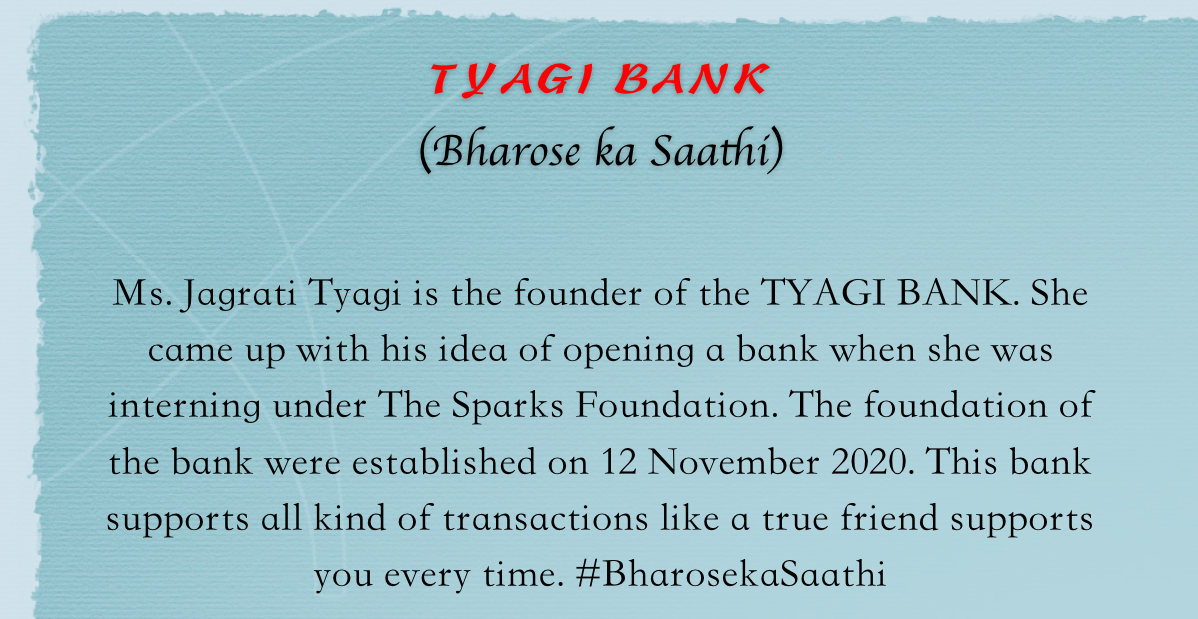 TYAGI BANK
(Bharose ka Saathi)
Ms. Jagrati Tyagi is the founder of the TYAGI BANK. She
came up with his idea of opening a bank when she was
interning under The Sparks Foundation. The foundation of
the bank were established on 12 November 2020. This bank
supports all kind of transactions like a true friend supports
you every time. #BharosekaSaathi